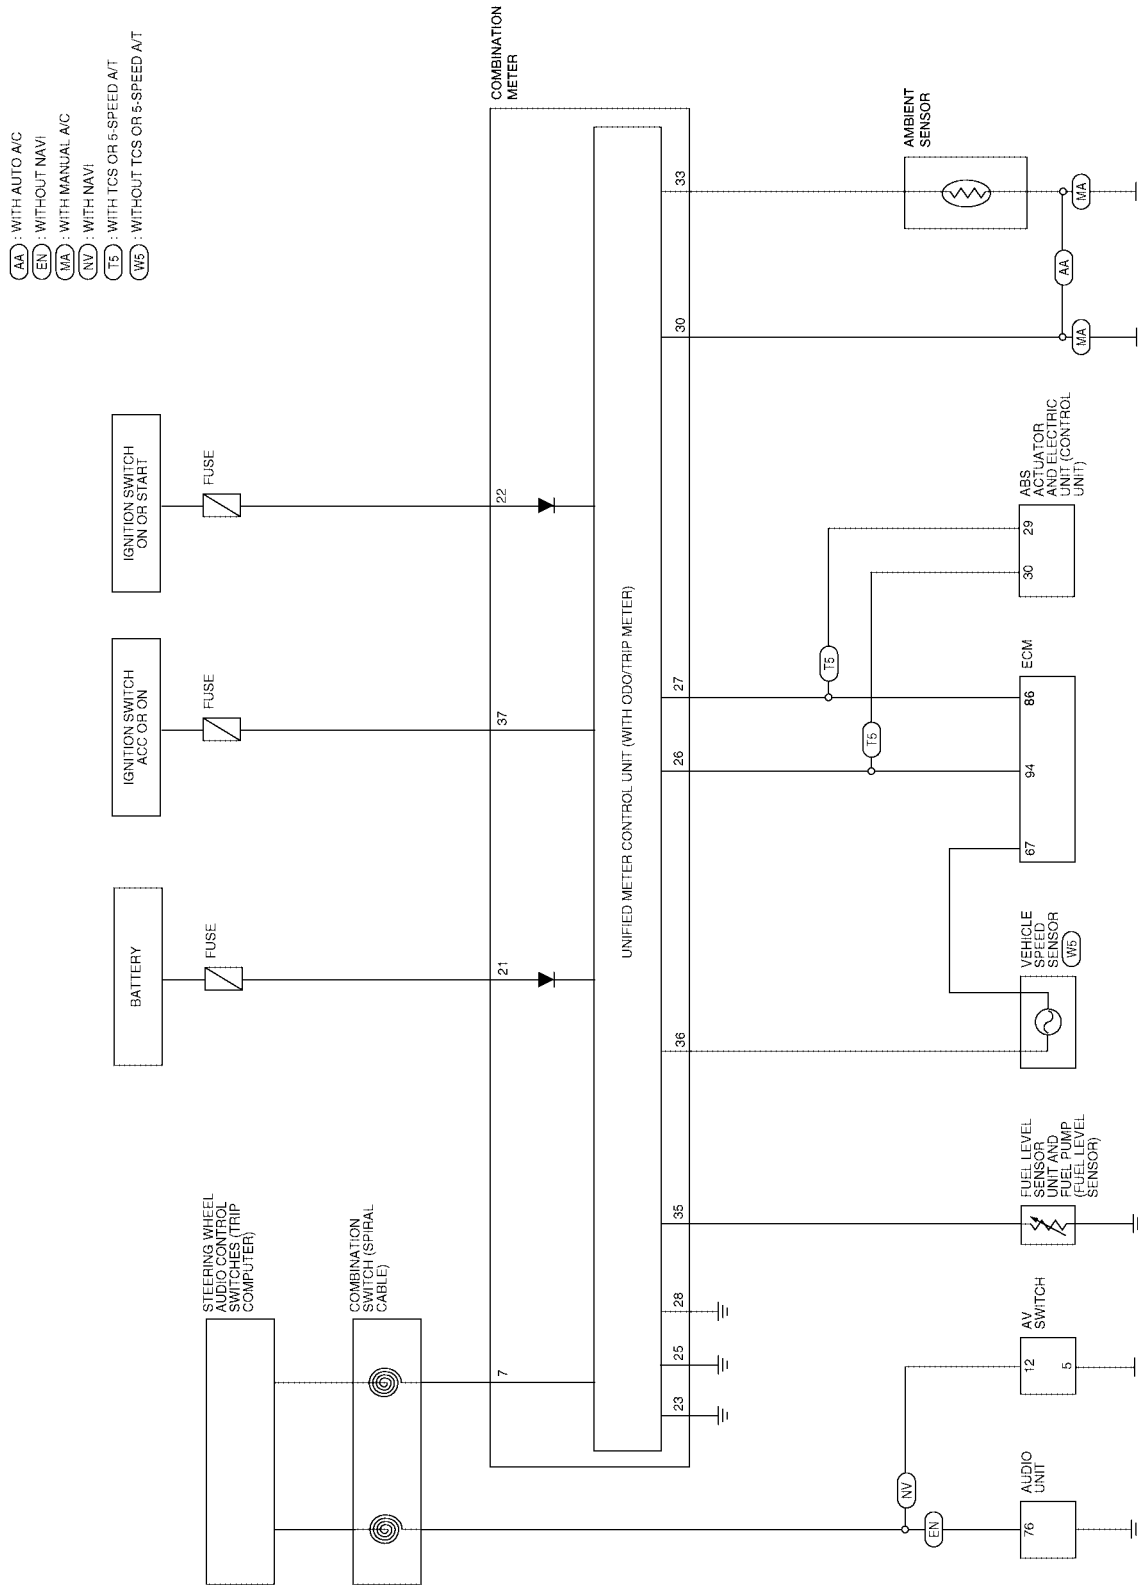 AA : WITH AUTO A/C
EN : WITHOUT NAVI
MA : WITH MANUAL A/C
NV : WITH NAVI
T5 : WITH TCS OR 5-SPEED A/T
W5 : WITHOUT TCS OR 5-SPEED A/T
STEERING WHEEL
AUDIO CONTROL
SWITCHES (TRIP
COMPUTER)
BATTERY
IGNITION SWITCH
ACC OR ON
IGNITION SWITCH
ON OR START
COMBINATION
SWITCH (SPIRAL
CABLE)
FUSE
FUSE
FUSE
COMBINATION
METER
7
21
37
22
UNIFIED METER CONTROL UNIT (WITH ODO/TRIP METER)
23
25
28
35
36
26
27
30
33
NV
EN
T5
T5
AMBIENT
SENSOR
AA
MA
MA
AUDIO
UNIT
76
AV
SWITCH
12
5
FUEL LEVEL
SENSOR
UNIT AND
FUEL PUMP
(FUEL LEVEL
SENSOR)
VEHICLE
SPEED
SENSOR
W5
ECM
67
94
86
ABS
ACTUATOR
AND ELECTRIC
UNIT (CONTROL
UNIT)
30
29